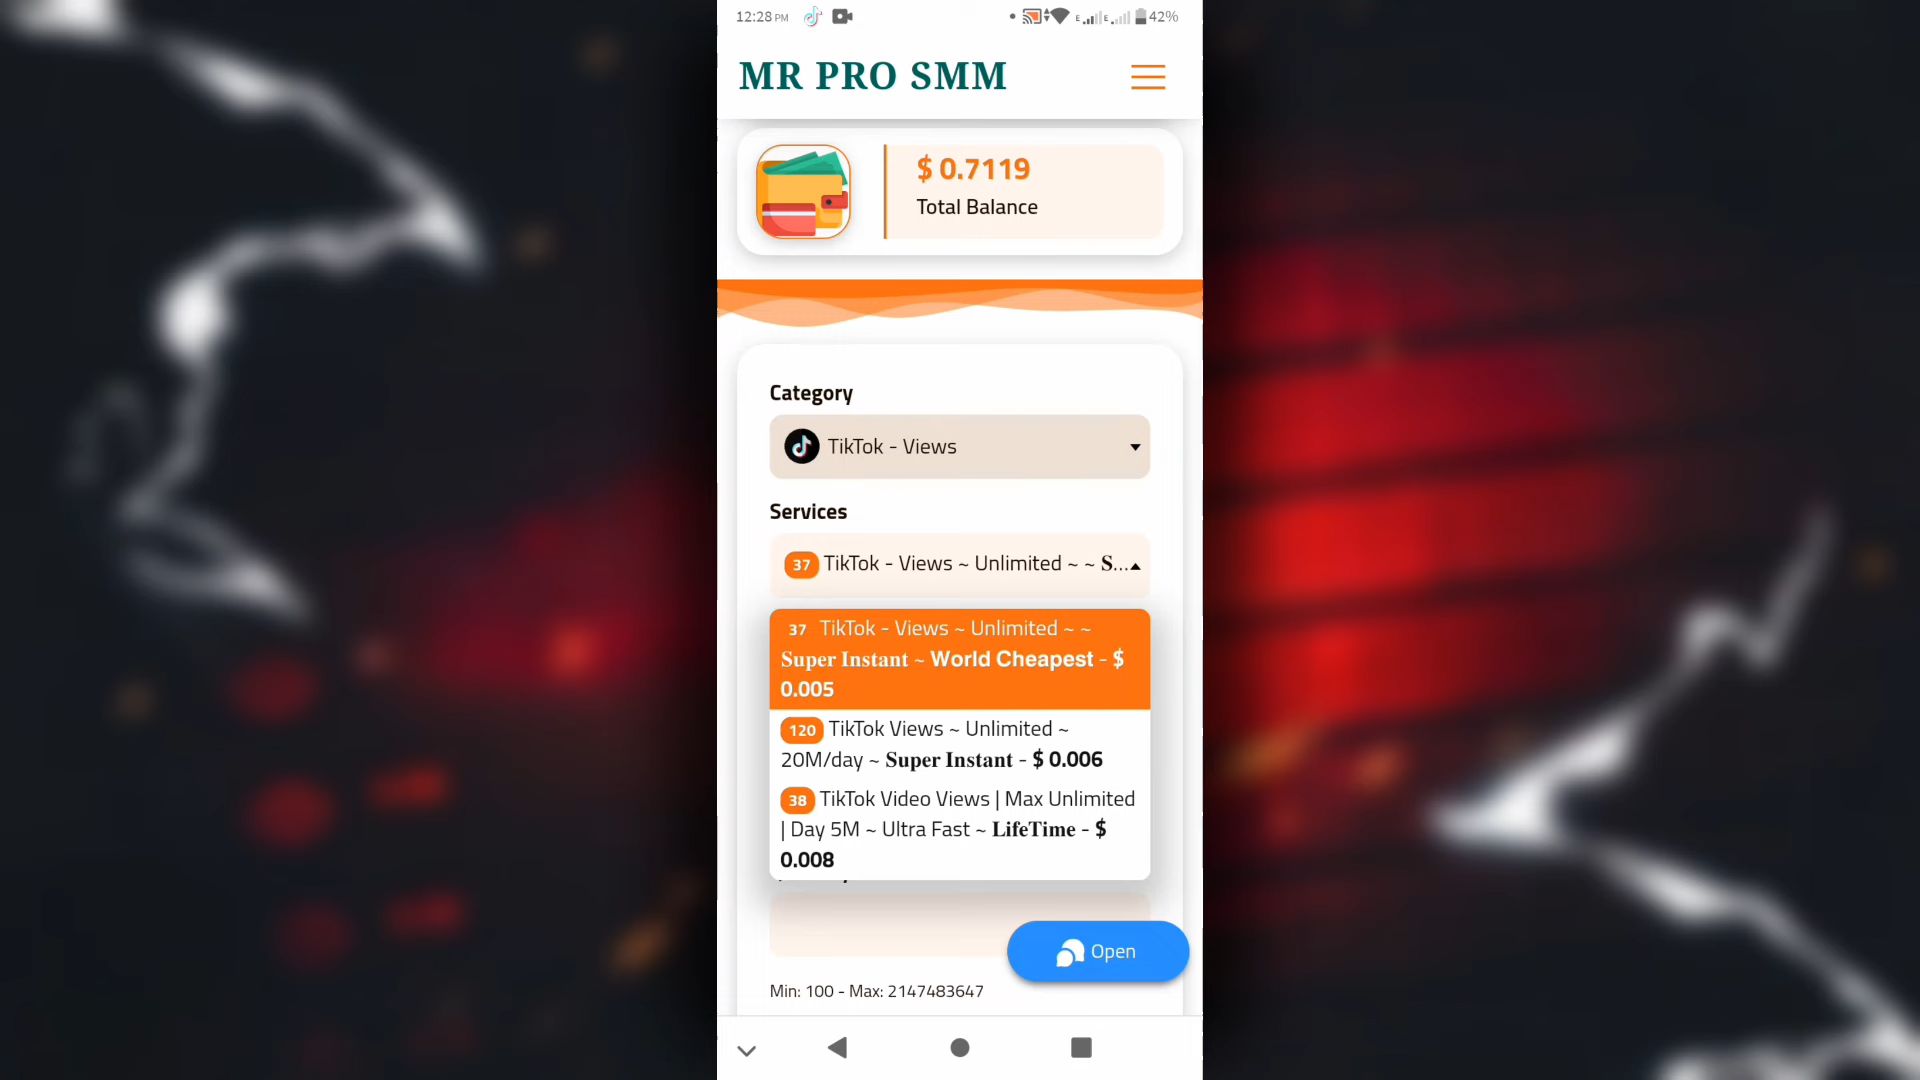 12:28 PM
42%
MR PRO SMM
$ 0.7119
Total Balance
Category
TikTok - Views
Services
37 TikTok - Views ~ Unlimited ~ ~ S...
37 TikTok - Views ~ Unlimited ~ ~
Super Instant ~ World Cheapest - $
0.005
120 TikTok Views ~ Unlimited ~
20M/day ~ Super Instant - $ 0.006
38 TikTok Video Views | Max Unlimited
| Day 5M ~ Ultra Fast ~ LifeTime - $
0.008
Open
Min: 100 - Max: 2147483647